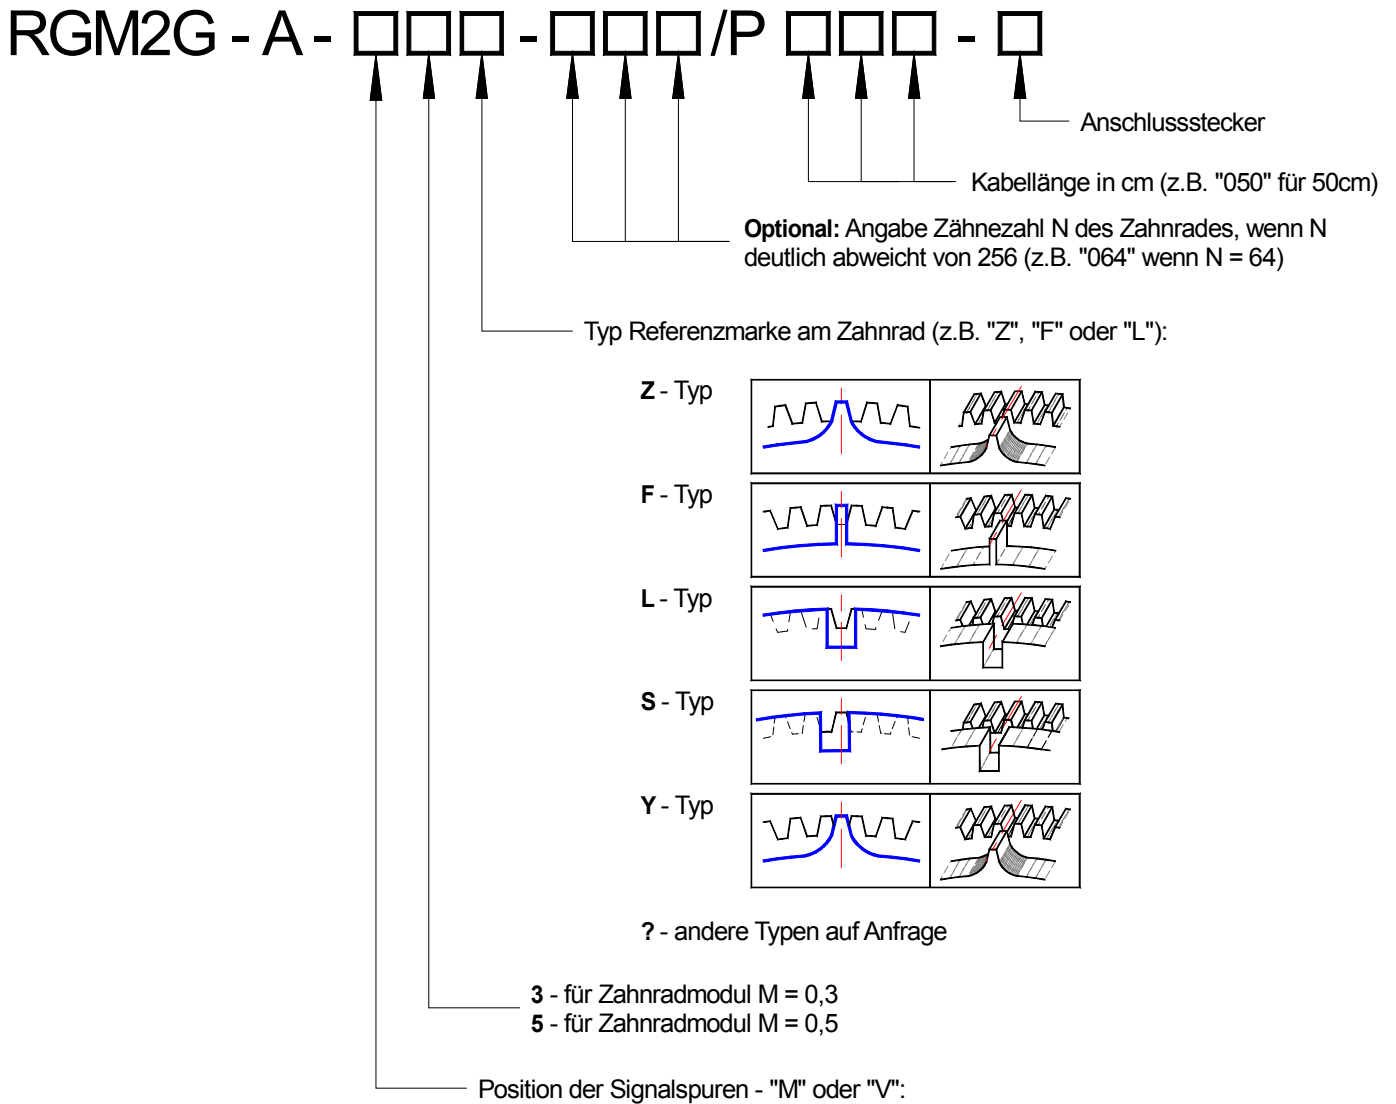 RGM2G - A - □□□ - □□□ /P □□□ - □
Anschlussstecker
Kabellänge in cm (z.B. "050" für 50cm)
Optional: Angabe Zähnezahl N des Zahnrades, wenn N
deutlich abweicht von 256 (z.B. "064" wenn N = 64)
Typ Referenzmarke am Zahnrad (z.B. "Z", "F" oder "L"):
Z - Typ
F - Typ
L - Typ
S - Typ
Y - Typ
? - andere Typen auf Anfrage
3 - für Zahnradmodul M = 0,3
5 - für Zahnradmodul M = 0,5
Position der Signalspuren - "M" oder "V":